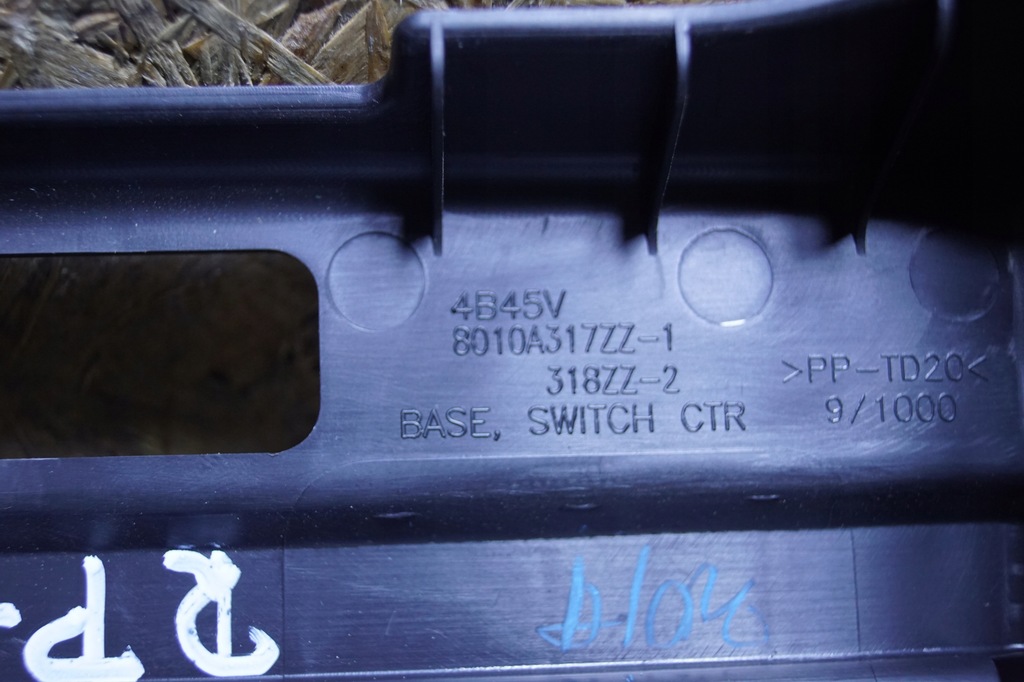 4B45V
8010A317ZZ-1
318ZZ-2
BASE, SWITCH CTR
>PP-TD20<
9/1000